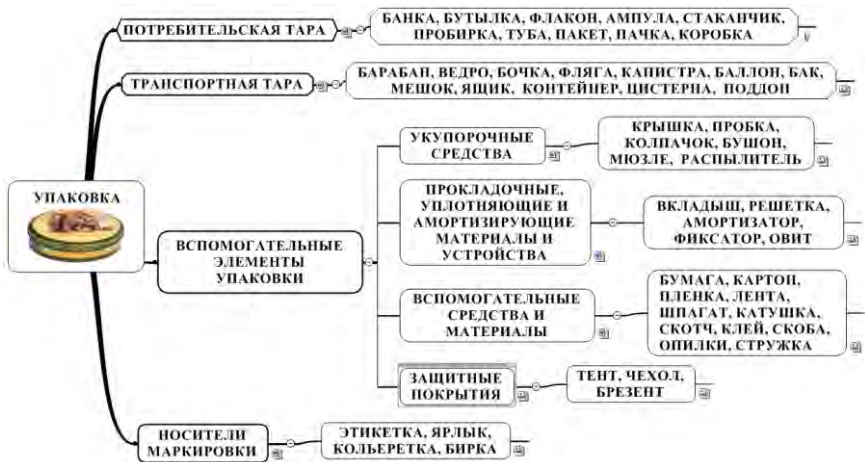 УПАКОВКА
ПОТРЕБИТЕЛЬСКАЯ ТАРА
БАНКА, БУТЫЛКА, ФЛАКОН, АМПУЛА, СТАКАНЧИК,
ПРОБИРКА, ТУБА, ПАКЕТ, ПАЧКА, КОРОБКА
ТРАНСПОРТНАЯ ТАРА
БАРАБАН, ВЕДРО, БОЧКА, ФЛЯГА, КАНИСТРА, БАЛЛОН, БАК,
МЕШОК, ЯЩИК, КОНТЕЙНЕР, ЦИСТЕРНА, ПОДДОН
ВСПОМОГАТЕЛЬНЫЕ
ЭЛЕМЕНТЫ
УПАКОВКИ
УКУПОРОЧНЫЕ
СРЕДСТВА
КРЫШКА, ПРОБКА,
КОЛПАЧОК, БУШОН,
МЮЗЛЕ, РАСПЫЛИТЕЛЬ
ПРОКЛАДОЧНЫЕ,
УПЛОТНЯЮЩИЕ И
АМОРТИЗИРУЮЩИЕ
МАТЕРИАЛЫ И
УСТРОЙСТВА
ВКЛАДЫШ, РЕШЕТКА,
АМОРТИЗАТОР,
ФИКСАТОР, ОВИТ
ВСПОМОГАТЕЛЬНЫЕ
СРЕДСТВА И
МАТЕРИАЛЫ
БУМАГА, КАРТОН,
ПЛЕНКА, ЛЕНТА,
ШПАГАТ, КАТУШКА,
СКОТЧ, КЛЕЙ, СКОБА,
ОПИЛКИ, СТРУЖКА
ЗАЩИТНЫЕ
ПОКРЫТИЯ
ТЕНТ, ЧЕХОЛ,
БРЕЗЕНТ
НОСИТЕЛИ
МАРКИРОВКИ
ЭТИКЕТКА, ЯРЛЫК,
КОЛЬЕРЕТКА, БИРКА